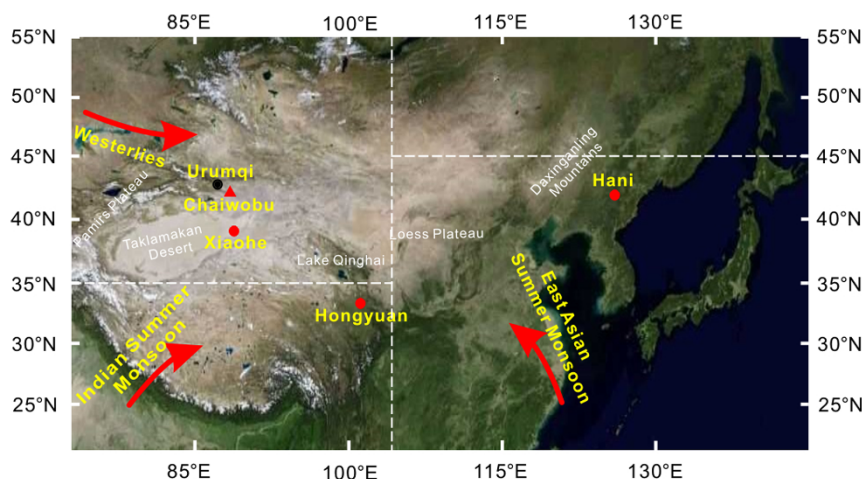 85°E 100°E 115°E 130°E
55°N 55°N
50°N 50°N
Westerlies
45°N 45°N
Urumqi
Daxinganling
Mountains
Hani
Pamirs Plateau
Chaiwobu
40°N 40°N
Taklamakan
Desert
Xiaohe
Loess Plateau
Lake Qinghai
35°N 35°N
Hongyuan
East Asian
Summer Monsoon
Indian Summer
Monsoon
30°N 30°N
25°N 25°N
85°E 100°E 115°E 130°E